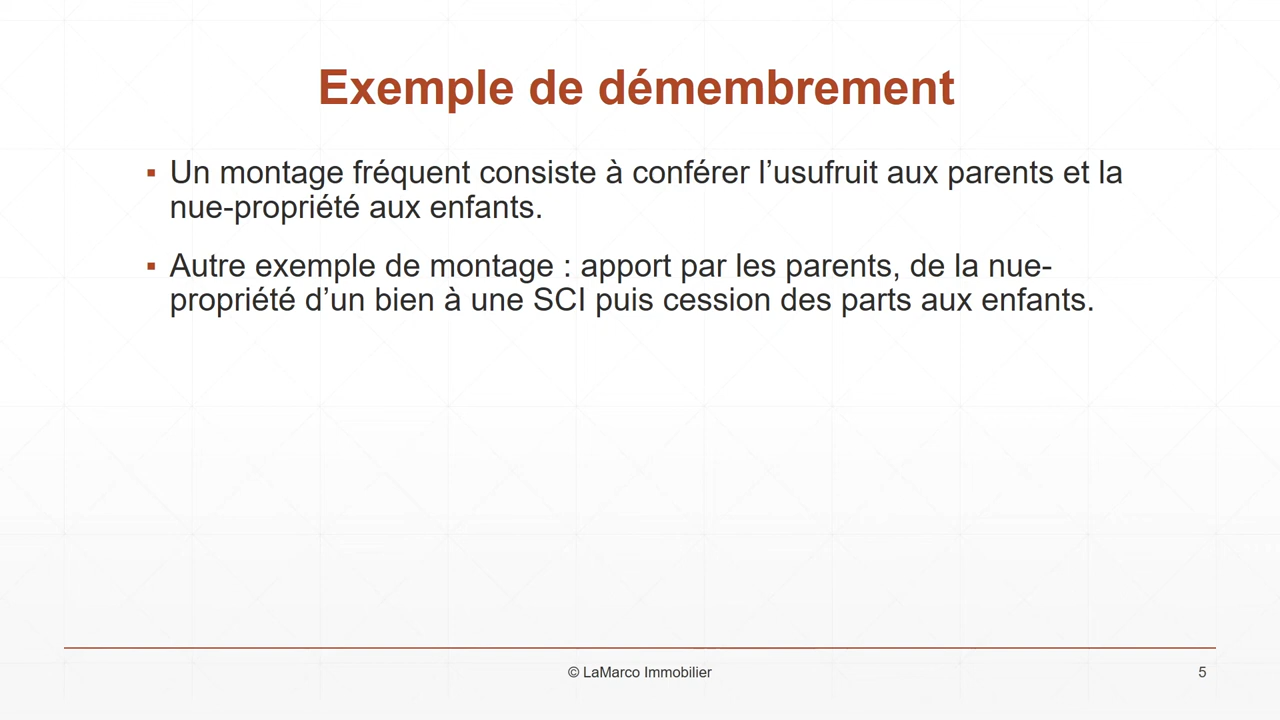 Exemple de démembrement
▪ Un montage fréquent consiste à conférer l’usufruit aux parents et la
nue-propriété aux enfants.
▪ Autre exemple de montage : apport par les parents, de la nue-
propriété d’un bien à une SCI puis cession des parts aux enfants.
© LaMarco Immobilier
5